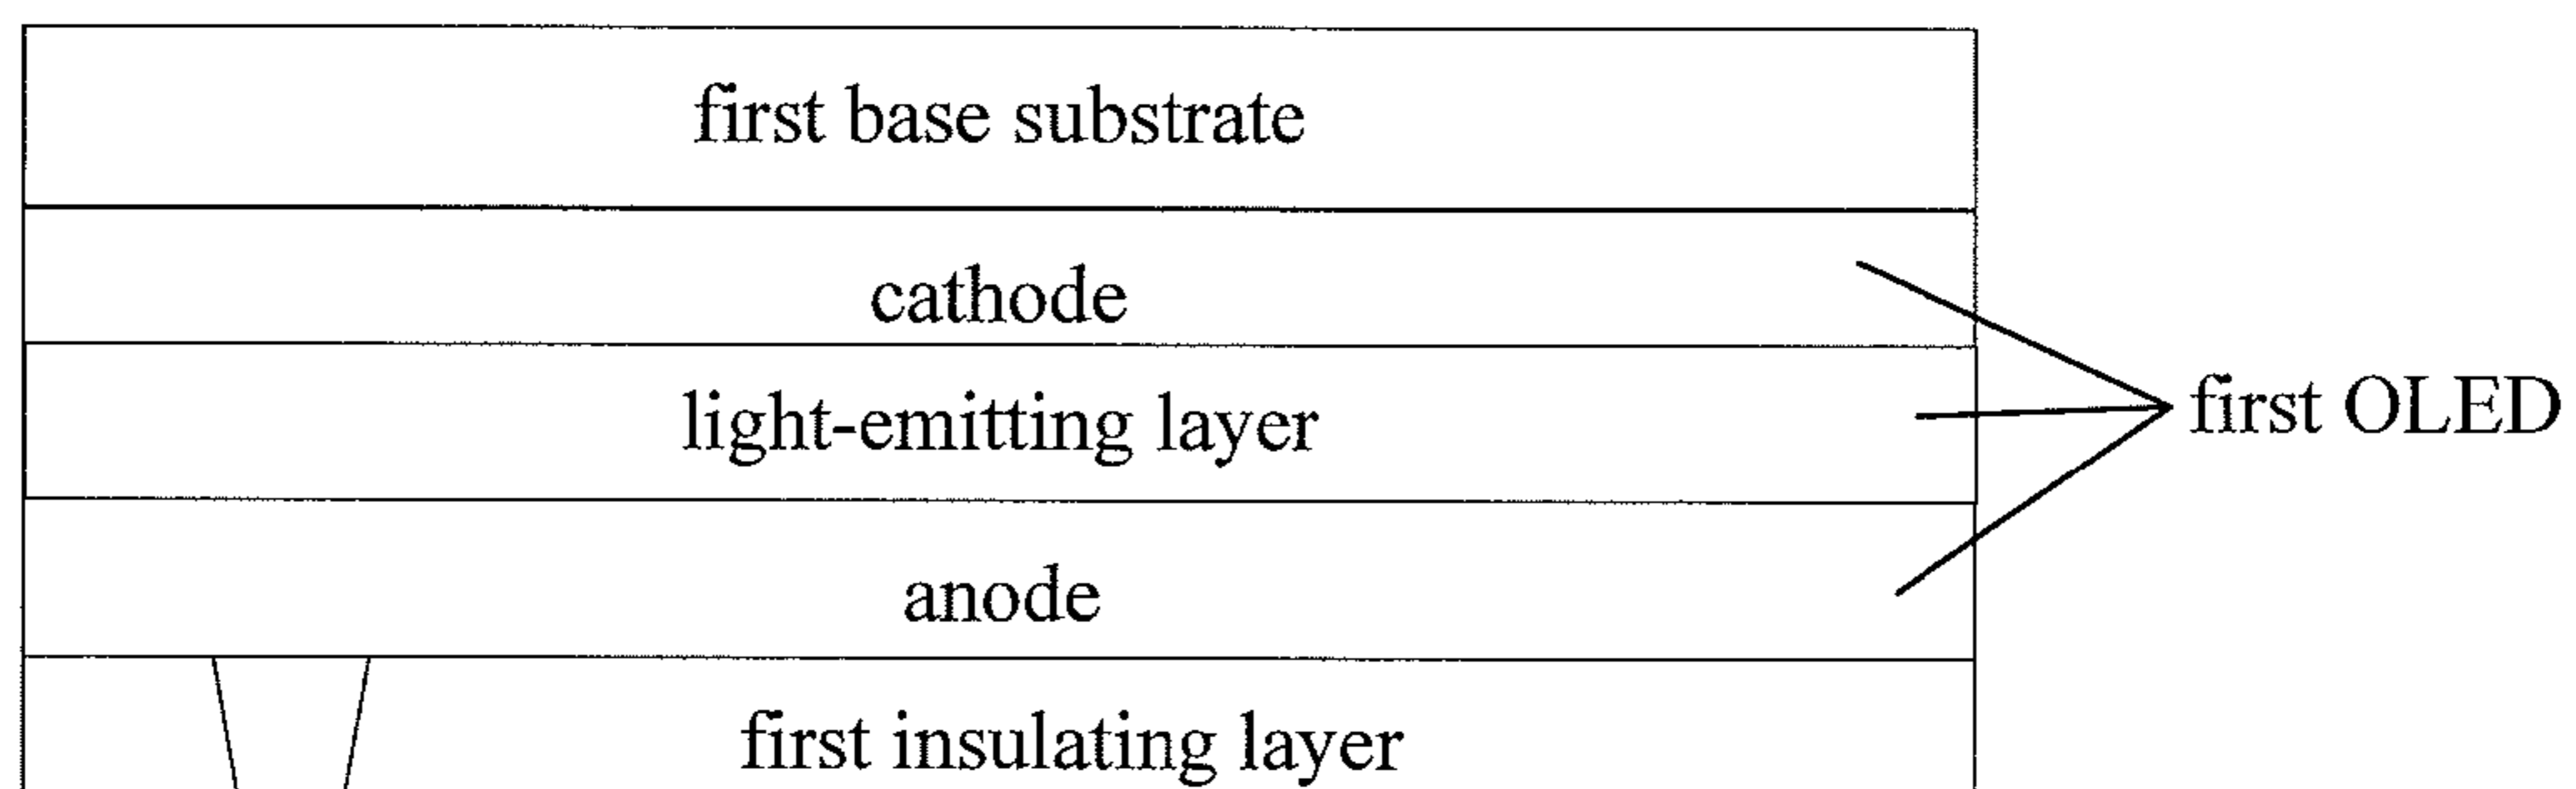 first base substrate
cathode
light-emitting layer
first OLED
anode
first insulating layer